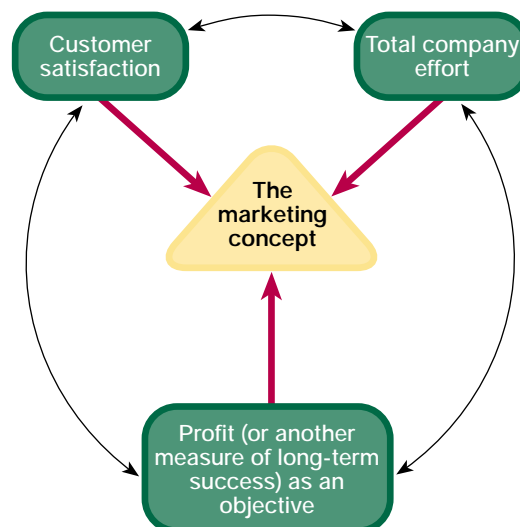 Customer
satisfaction
Total company
effort
The
marketing
concept
Profit (or another
measure of long-term
success) as an
objective